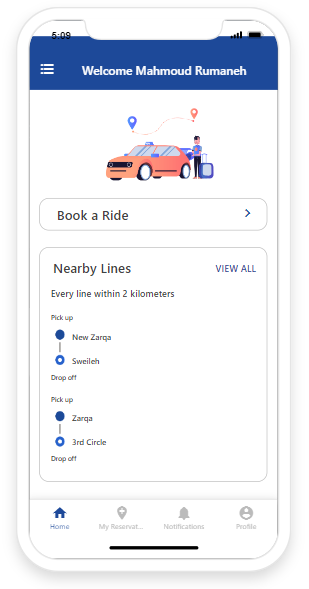 5:09
Welcome Mahmoud Rumaneh
Book a Ride
Nearby Lines
VIEW ALL
Every line within 2 kilometers
Pick up
New Zarqa
Sweileh
Drop off
Pick up
Zarqa
3rd Circle
Drop off
Home
My Reservat...
Notifications
Profile